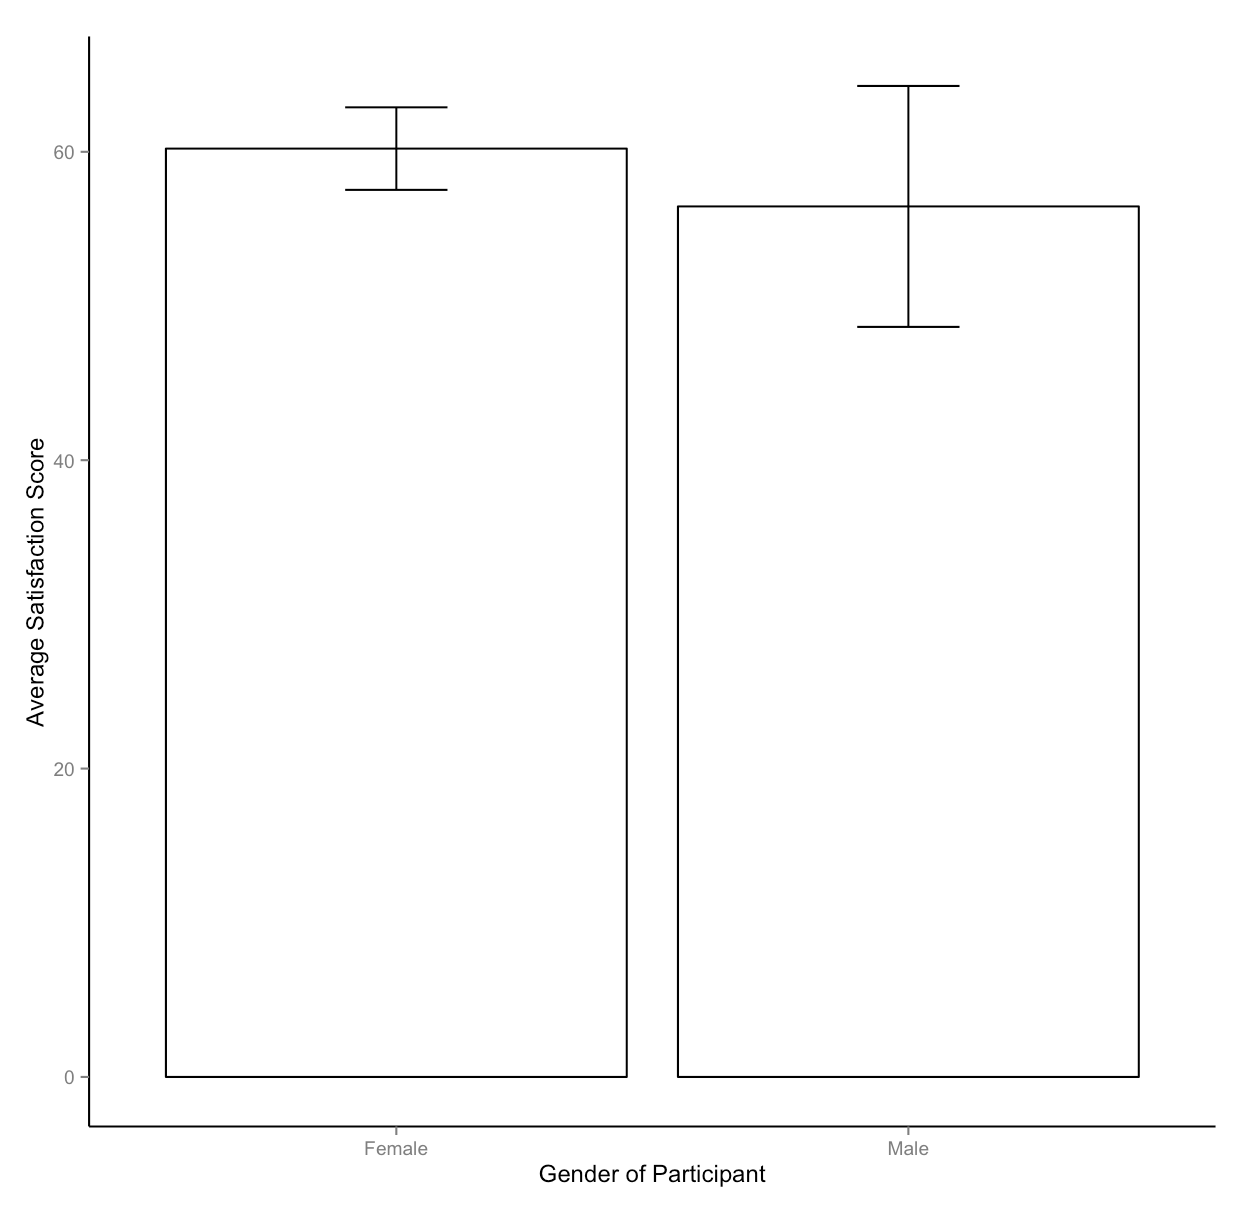 Average Satisfaction Score
60
40
20
0
Female
Male
Gender of Participant